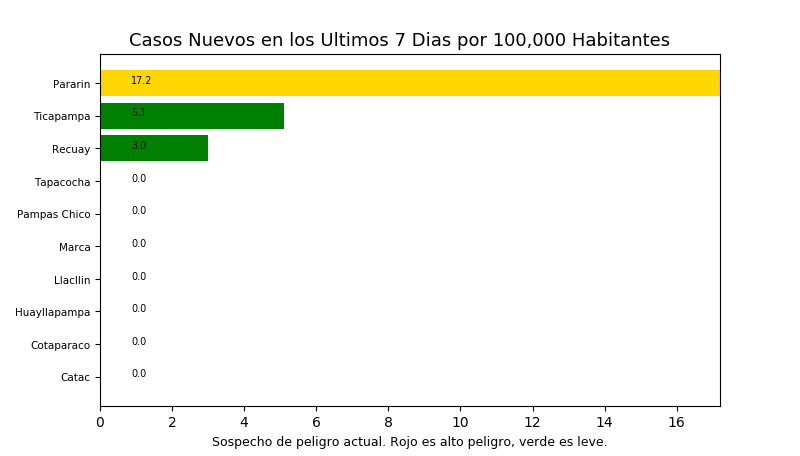 Casos Nuevos en los Ultimos 7 Dias por 100,000 Habitantes
Pararin 17.2
Ticapampa 5.1
Recuay 3.0
Tapacocha 0.0
Pampas Chico 0.0
Marca 0.0
Llacllin 0.0
Huayllapampa 0.0
Cotaparaco 0.0
Catac 0.0
0 2 4 6 8 10 12 14 16
Sospecho de peligro actual. Rojo es alto peligro, verde es leve.